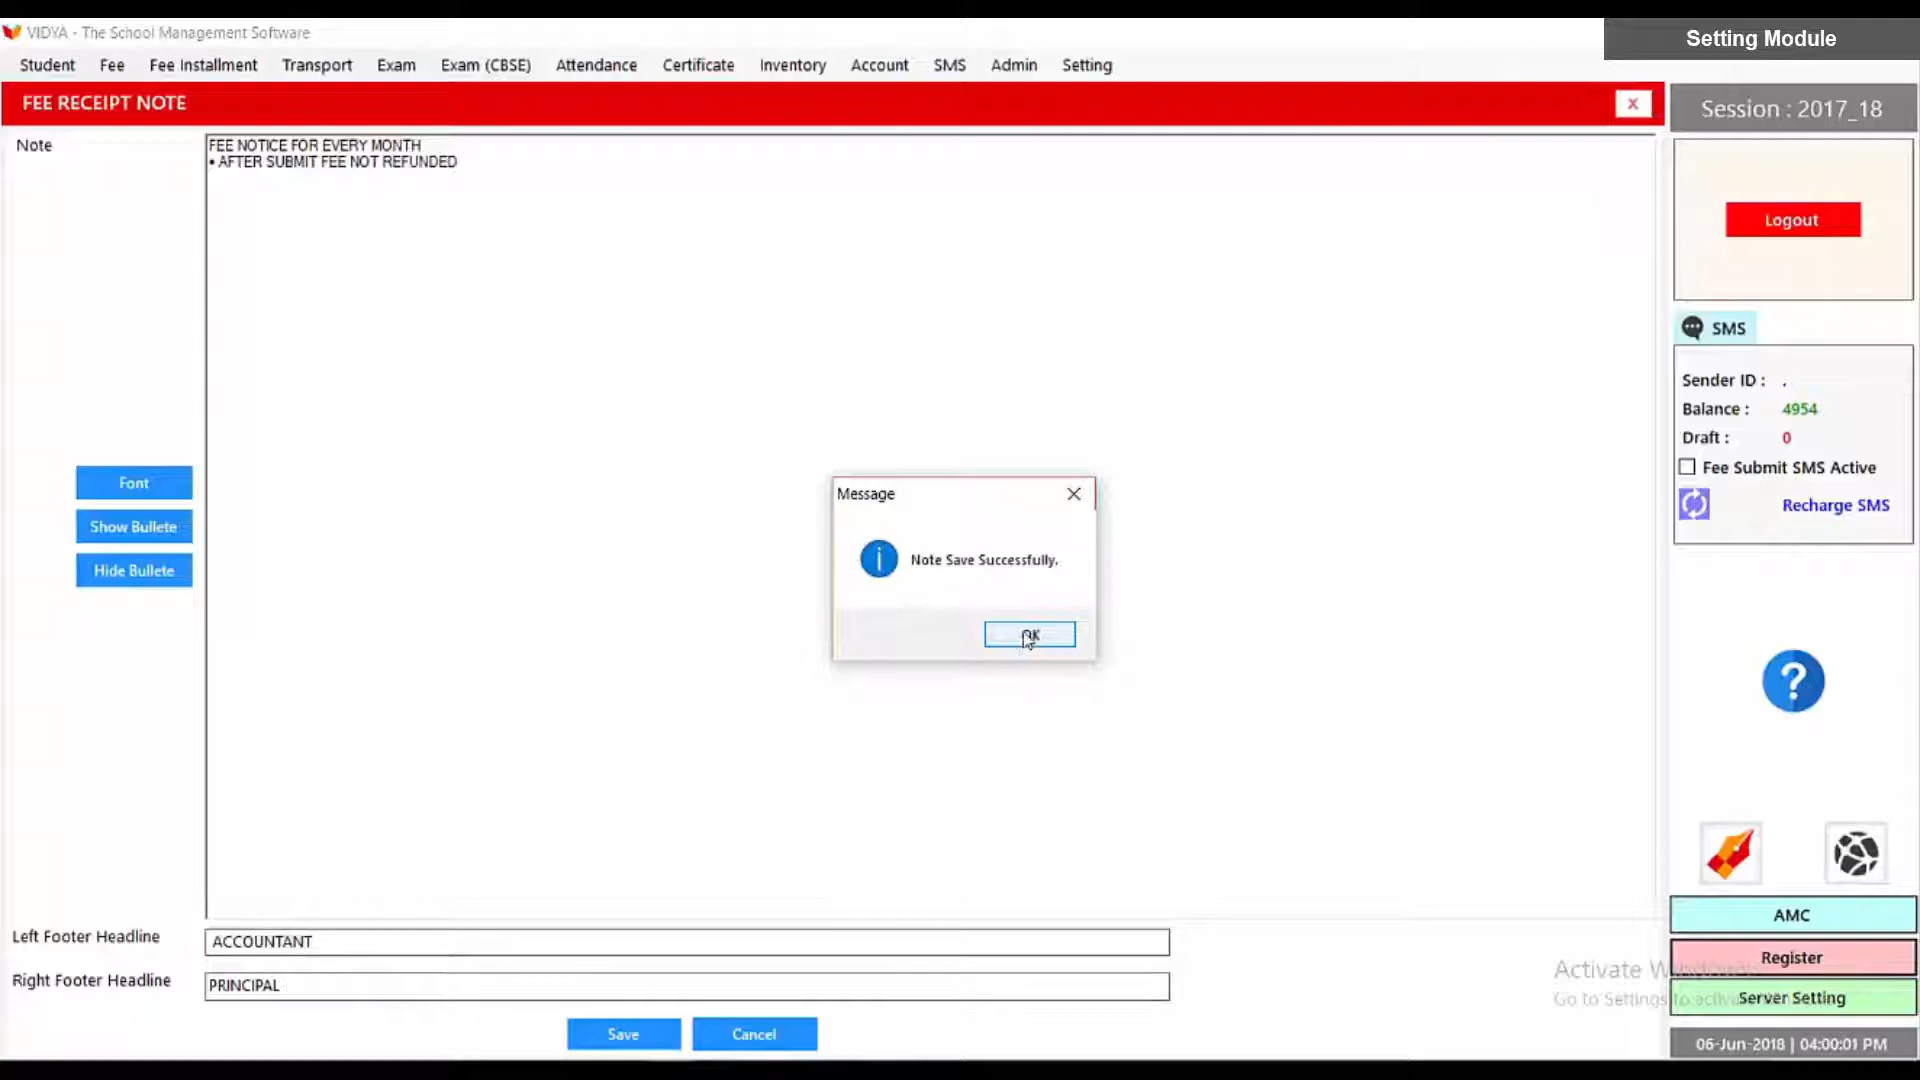 VIDYA - The School Management Software
Setting Module
Student Fee Fee Installment Transport Exam Exam (CBSE) Attendance Certificate Inventory Account SMS Admin Setting
FEE RECEIPT NOTE
x
Session : 2017_18
Note
FEE NOTICE FOR EVERY MONTH
• AFTER SUBMIT FEE NOT REFUNDED
Logout
SMS
Sender ID : .
Balance : 4954
Draft : 0
Fee Submit SMS Active
Recharge SMS
Font
Show Bullete
Hide Bullete
Message
Note Save Successfully.
OK
Left Footer Headline ACCOUNTANT
Right Footer Headline PRINCIPAL
Save Cancel
AMC
Register
Server Setting
Activate Windows
Go to Settings to activate
06-Jun-2018 | 04:00:01 PM